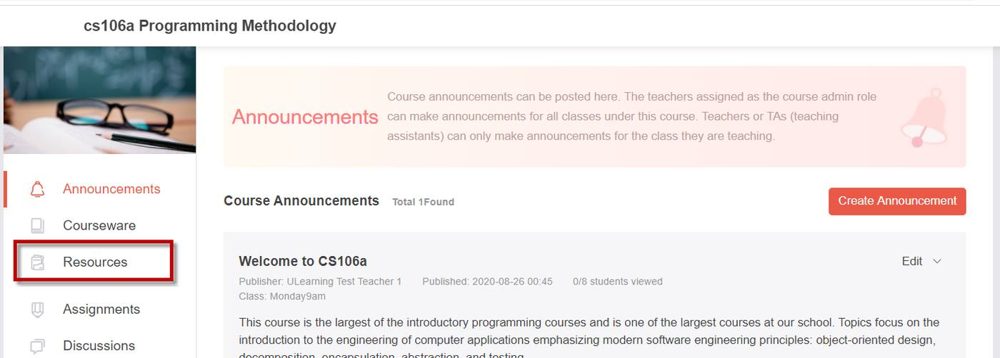 cs106a Programming Methodology
Announcements
Courseware
Resources
Assignments
Discussions
Announcements
Course announcements can be posted here. The teachers assigned as the course admin role
can make announcements for all classes under this course. Teachers or TAs (teaching
assistants) can only make announcements for the class they are teaching.
Course Announcements Total 1Found
Create Announcement
Welcome to CS106a
Edit
Publisher: ULearning Test Teacher 1 Published: 2020-08-26 00:45 0/8 students viewed
Class: Monday9am
This course is the largest of the introductory programming courses and is one of the largest courses at our school. Topics focus on the
introduction to the engineering of computer applications emphasizing modern software engineering principles: object-oriented design,
decomposition, encapsulation, abstraction, and testing.